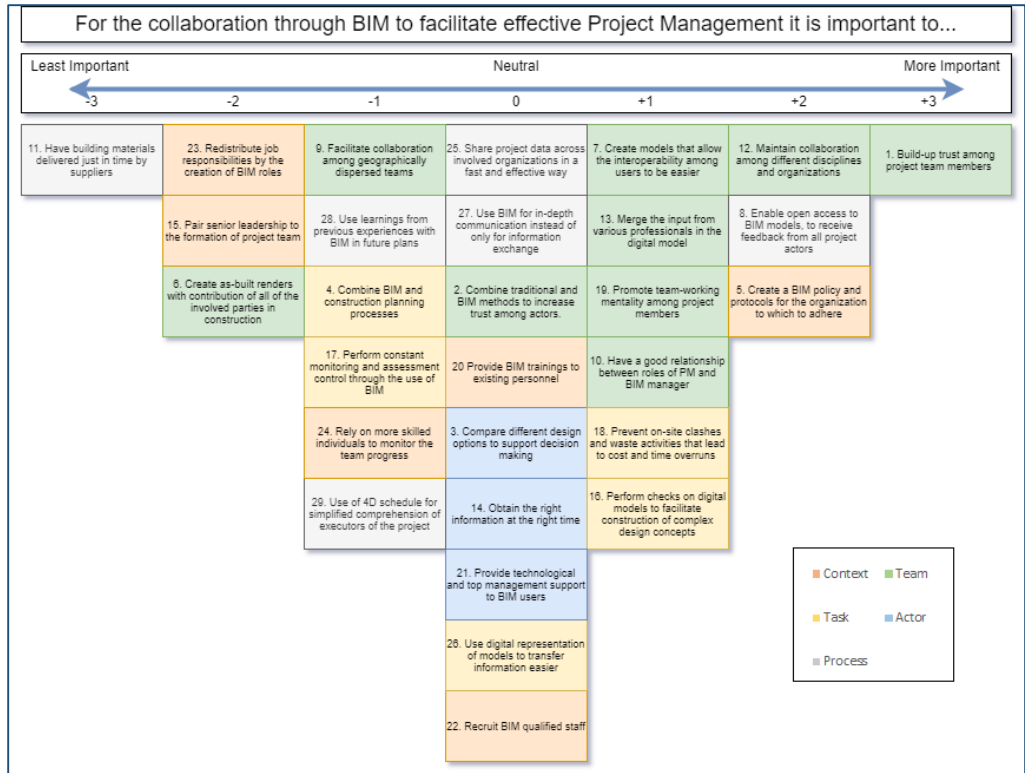 For the collaboration through BIM to facilitate effective Project Management it is important to...
Least Important
Neutral
More Important
-3
-2
-1
0
+1
+2
+3
11. Have building materials
delivered just in time by
suppliers
23. Redistribute job
responsibilities by the
creation of BIM roles
9. Facilitate collaboration
among geographically
dispersed teams
25. Share project data across
involved organizations in a
fast and effective way
7. Create models that allow
the interoperability among
users to be easier
12. Maintain collaboration
among different disciplines
and organizations
1. Build-up trust among
project team members
15. Pair senior leadership to
the formation of project team
28. Use learnings from
previous experiences with
BIM in future plans
27. Use BIM for in-depth
communication instead of
only for information
exchange
13. Merge the input from
various professionals in the
digital model
8. Enable open access to
BIM models, to receive
feedback from all project
actors
6. Create as-built renders
with contribution of all of the
involved parties in
construction
4. Combine BIM and
construction planning
processes
2. Combine traditional and
BIM methods to increase
trust among actors.
19. Promote team-working
mentality among project
members
5. Create a BIM policy and
protocols for the organization
to which to adhere
17. Perform constant
monitoring and assessment
control through the use of
BIM
20 Provide BIM trainings to
existing personnel
10. Have a good relationship
between roles of PM and
BIM manager
24. Rely on more skilled
individuals to monitor the
team progress
3. Compare different design
options to support decision
making
18. Prevent on-site clashes
and waste activities that lead
to cost and time overruns
29. Use of 4D schedule for
simplified comprehension of
executors of the project
14. Obtain the right
information at the right time
16. Perform checks on digital
models to facilitate
construction of complex
design concepts
21. Provide technological
and top management support
to BIM users
26. Use digital representation
of models to transfer
information easier
22. Recruit BIM qualified staff
Context
Team
Task
Actor
Process